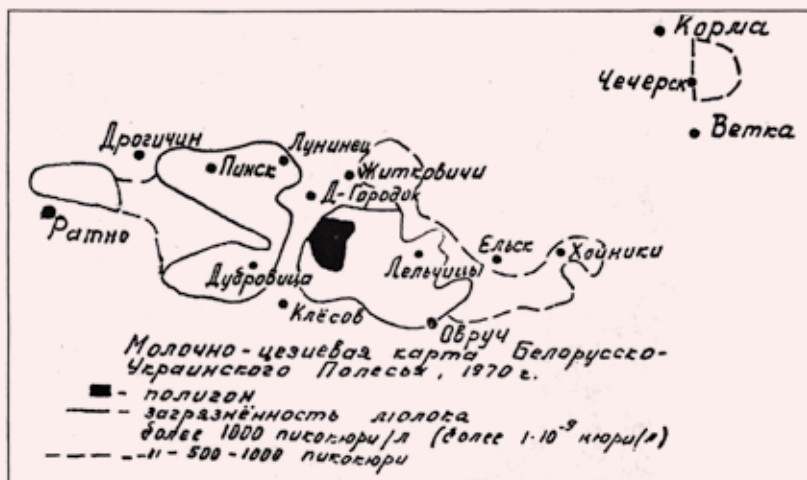 Корма
Чечерск
Ветка
Дрогичин
Лунинец
Пинск
Житковичи
Д-Городок
Ратно
Ельск
Хойники
Дубровица
Лельчицы
Клёсов
Овруч
Молочно-цезиевая карта Белорусско-
Украинского Полесья, 1970 г.
- полигон
- загрязнённость молока
более 1000 пикокюри/л (более 1·10⁻⁹ кюри/л)
- " - 500-1000 пикокюри